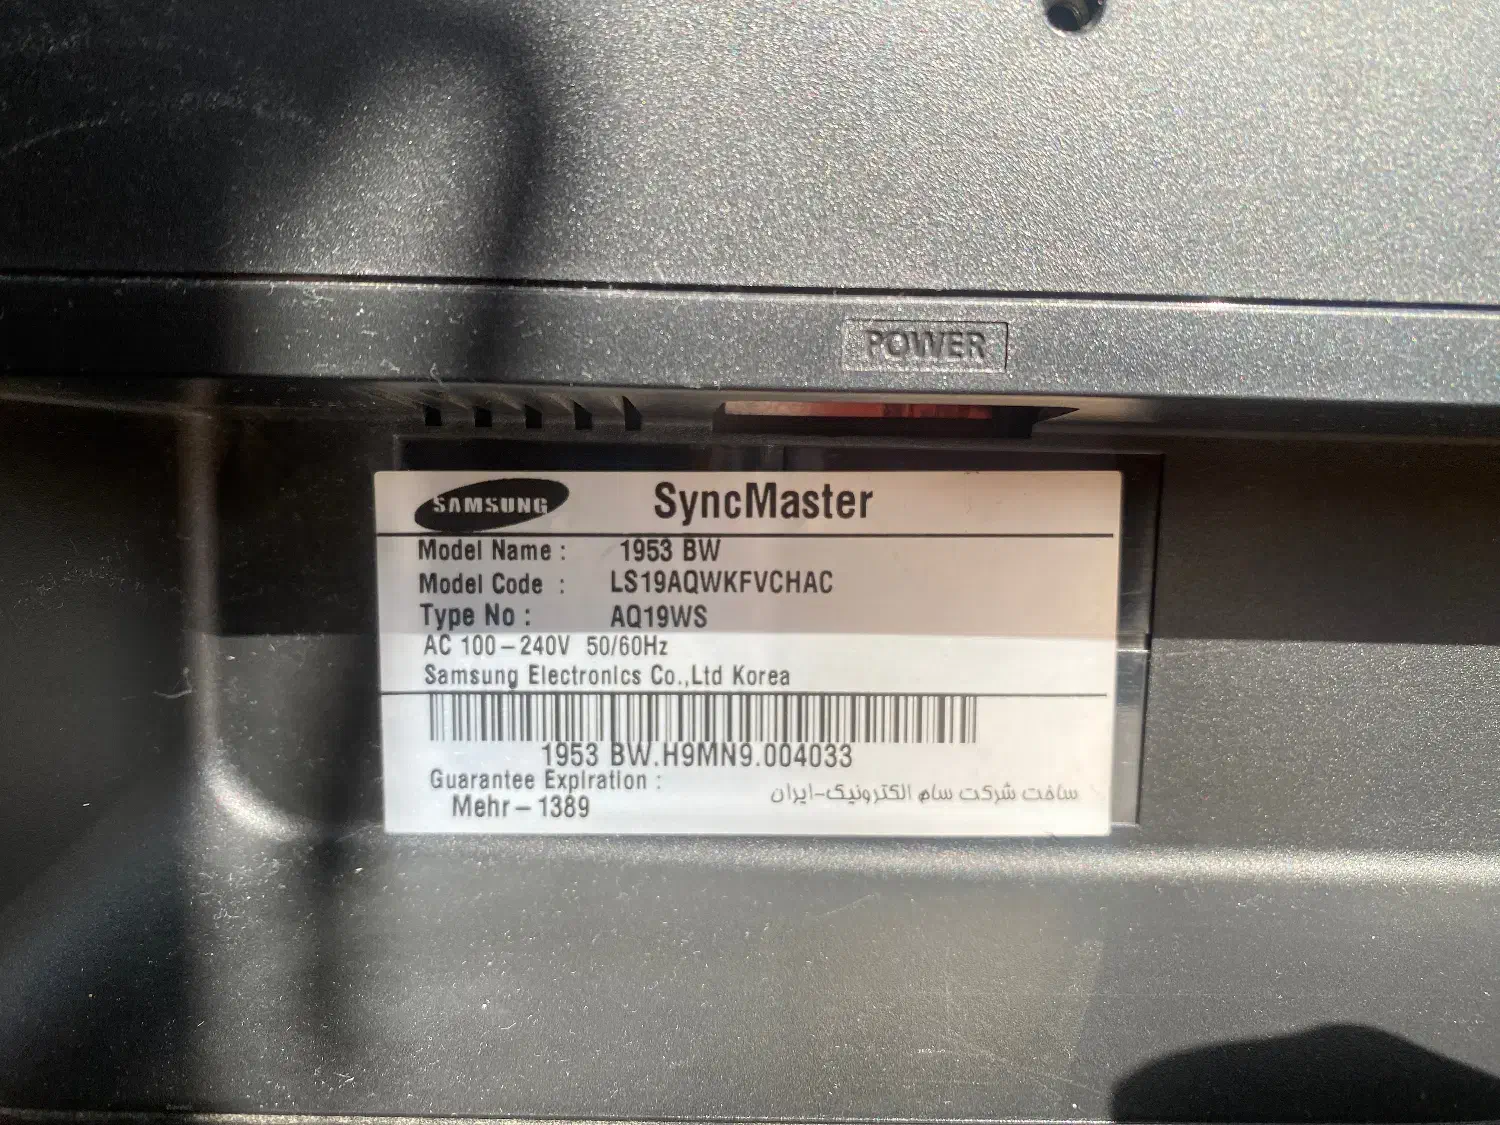 POWER
SAMSUNG SyncMaster
Model Name : 1953 BW
Model Code : LS19AQWKFVCHAC
Type No : AQ19WS
AC 100-240V 50/60Hz
Samsung Electronics Co.,Ltd Korea
1953 BW.H9MN9.004033
Guarantee Expiration :
Mehr-1389
ساخت شرکت سام الکترونیک-ایران